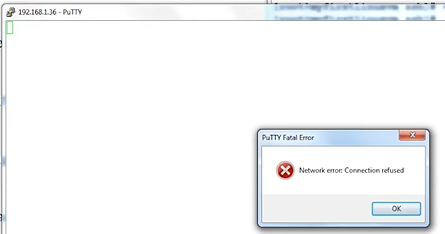 192.168.1.36 - PuTTY
PuTTY Fatal Error
Network error: Connection refused
OK